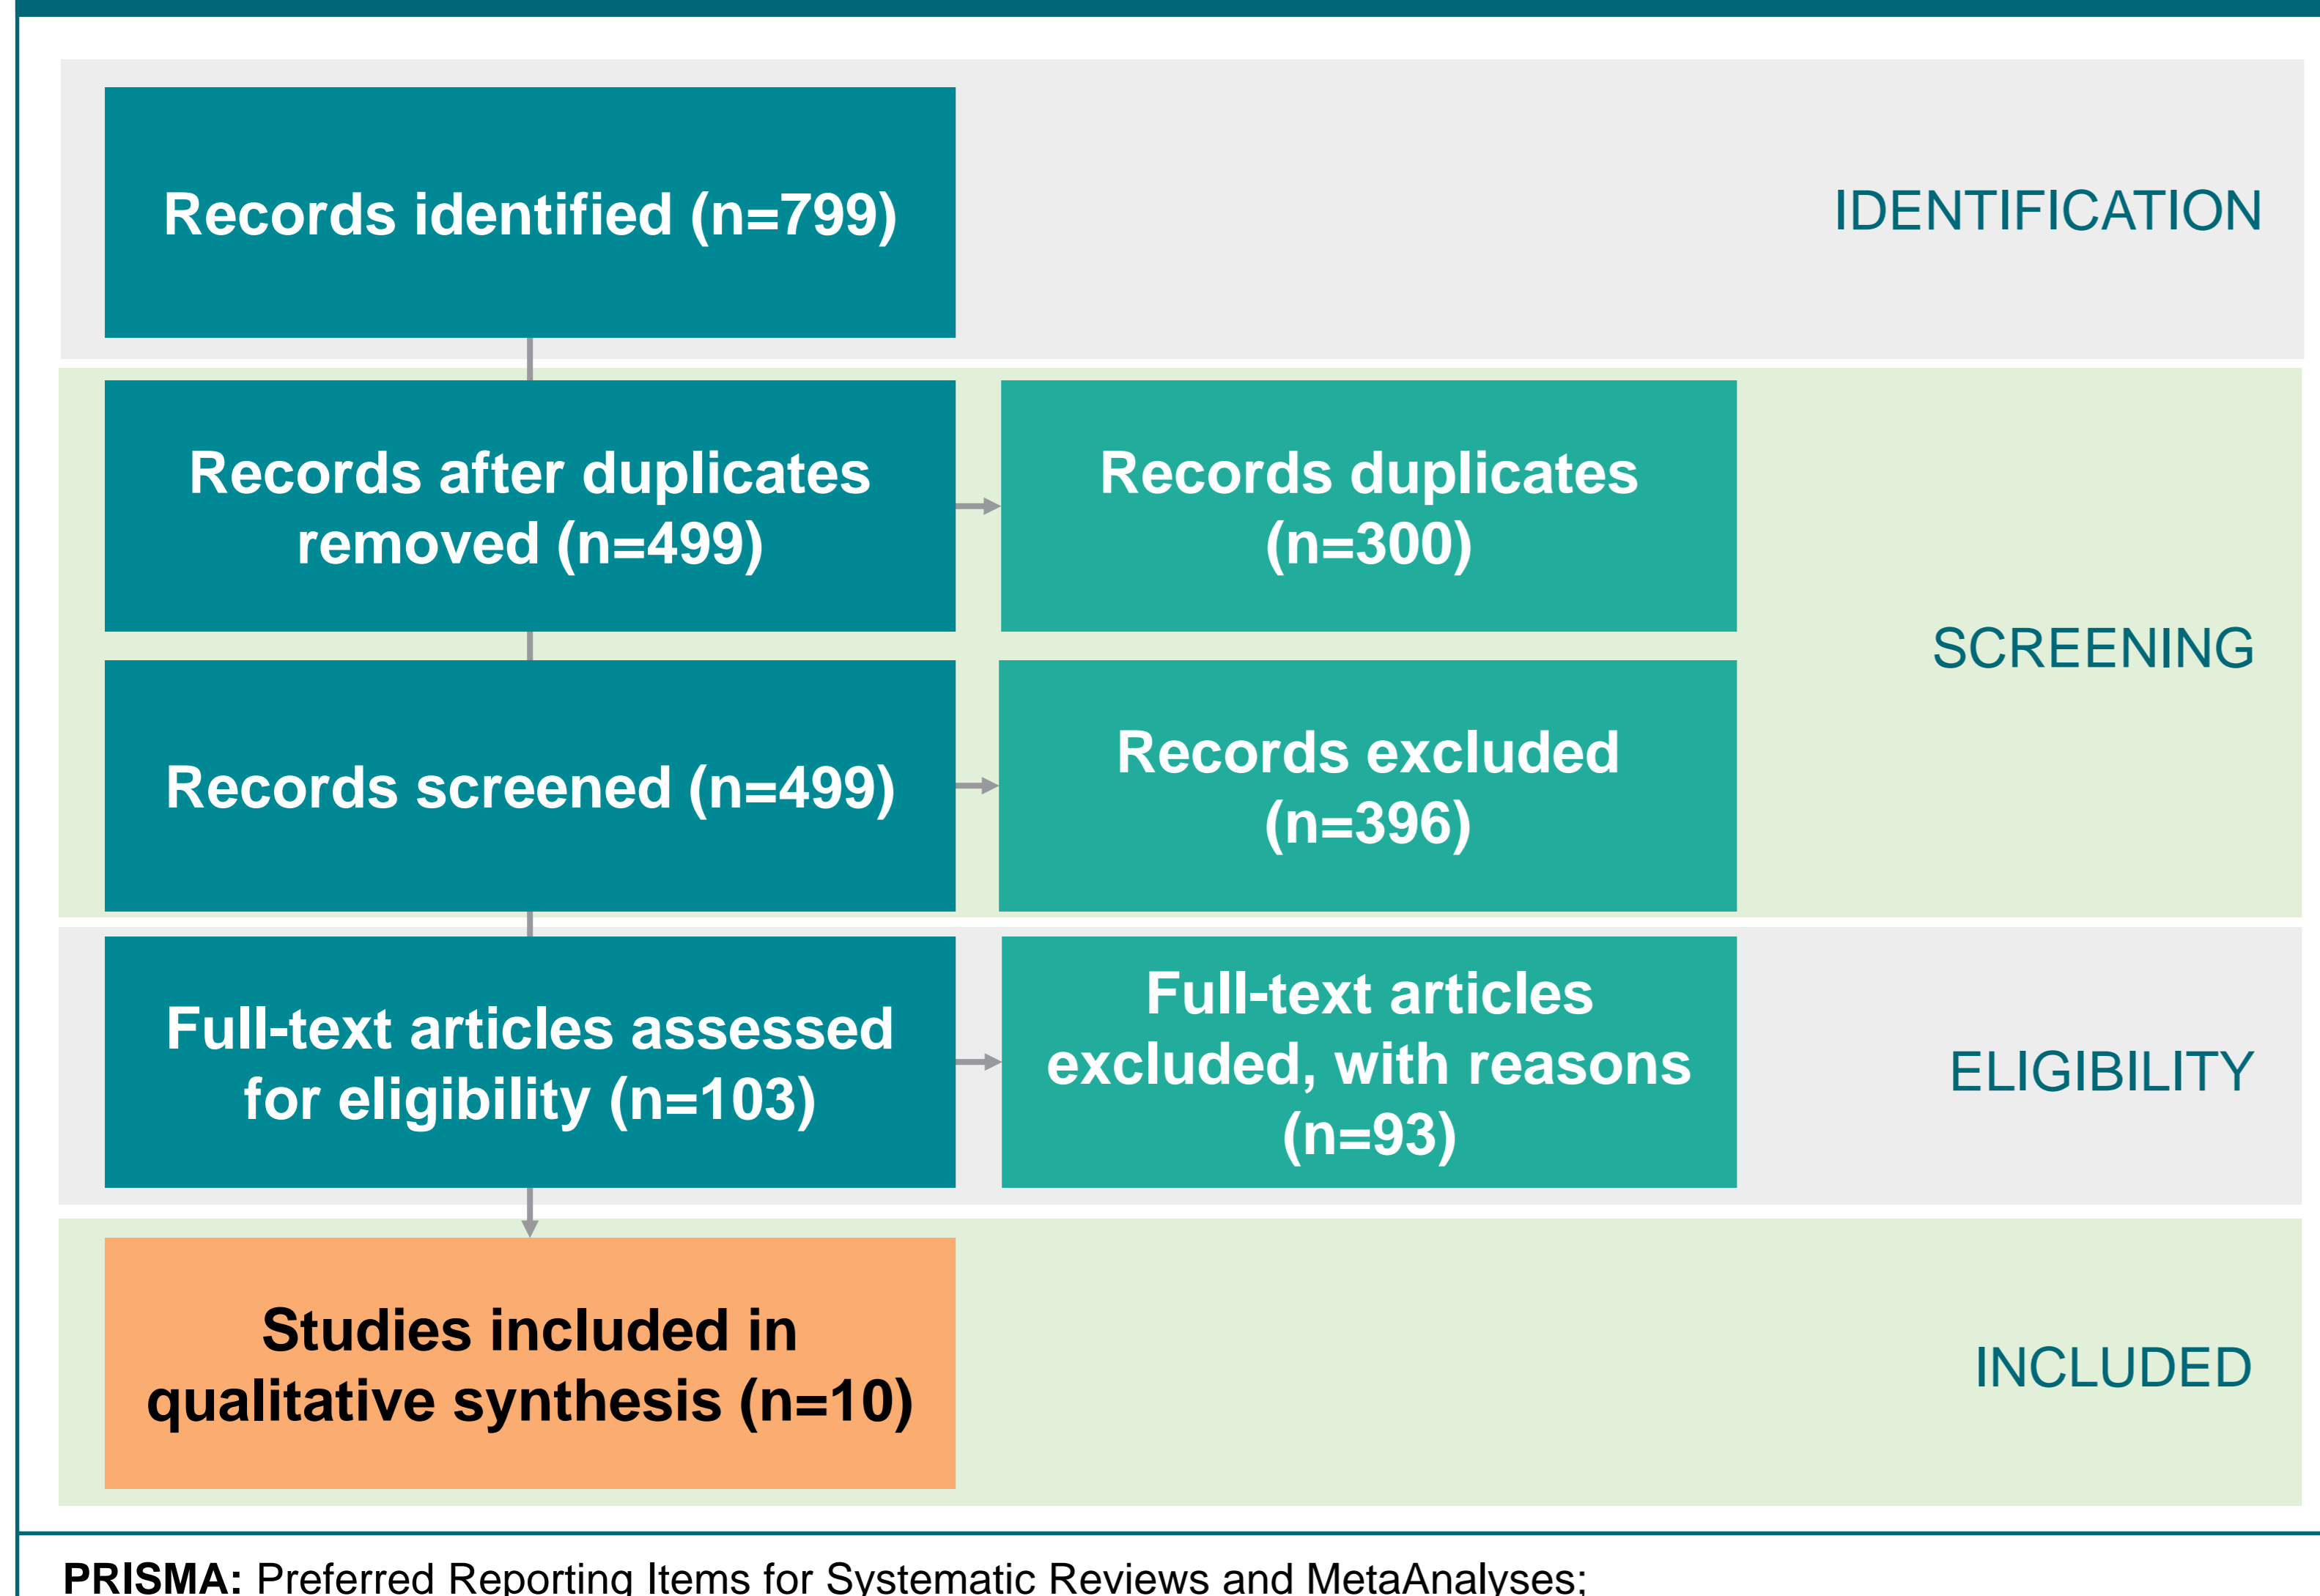 Records identified (n=799)
IDENTIFICATION
Records after duplicates
removed (n=499)
Records duplicates
(n=300)
SCREENING
Records screened (n=499)
Records excluded
(n=396)
Full-text articles assessed
for eligibility (n=103)
Full-text articles
excluded, with reasons
(n=93)
ELIGIBILITY
Studies included in
qualitative synthesis (n=10)
INCLUDED
PRISMA: Preferred Reporting Items for Systematic Reviews and MetaAnalyses;